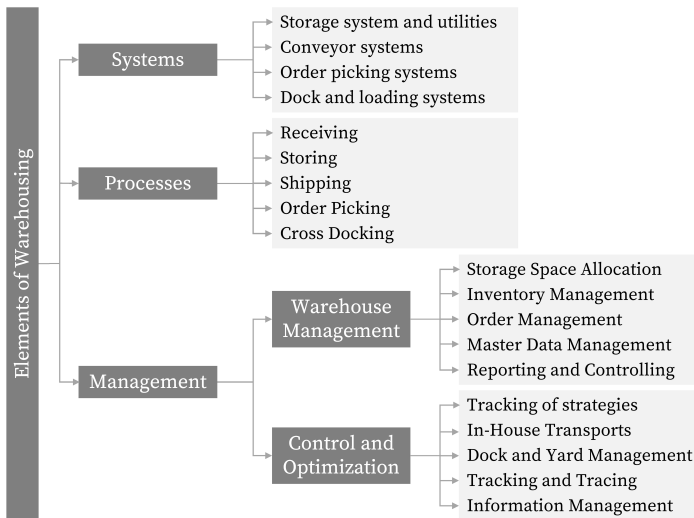 Elements of Warehousing
Systems
Storage system and utilities
Conveyor systems
Order picking systems
Dock and loading systems
Processes
Receiving
Storing
Shipping
Order Picking
Cross Docking
Management
Warehouse
Management
Storage Space Allocation
Inventory Management
Order Management
Master Data Management
Reporting and Controlling
Control and
Optimization
Tracking of strategies
In-House Transports
Dock and Yard Management
Tracking and Tracing
Information Management